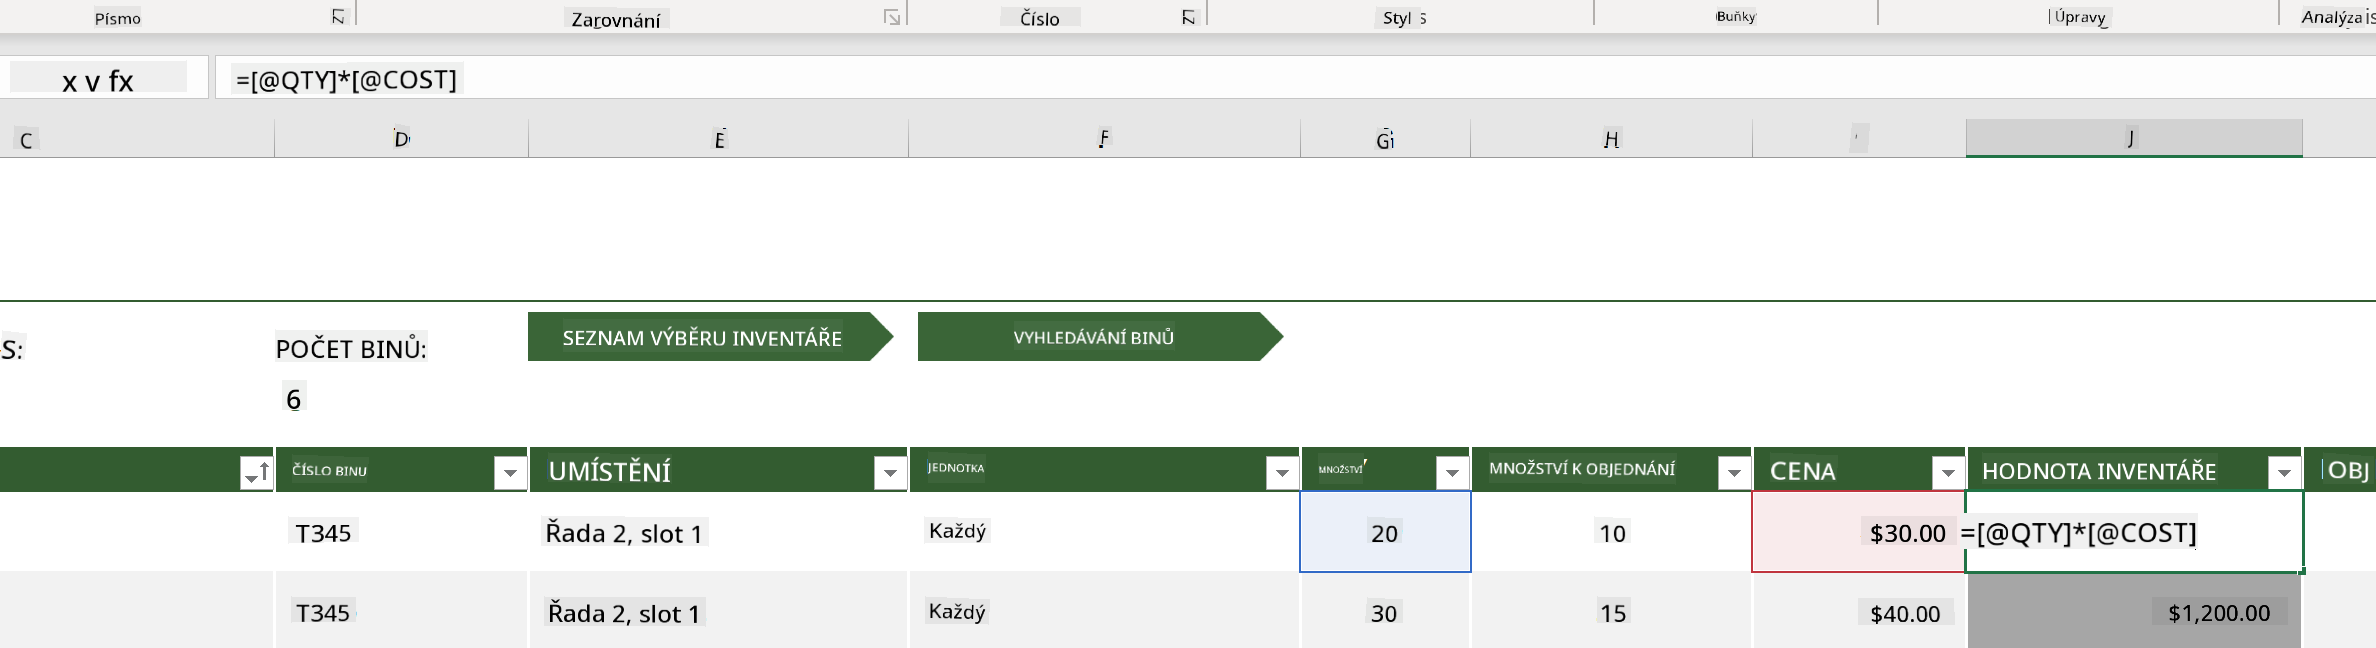 Písmo Zarovnání Číslo Styl Buňky Úpravy Analýza
x v fx =[@QTY]*[@COST]
C D E F G H J
S: POČET BINŮ: SEZNAM VÝBĚRU INVENTÁŘE VYHLEDÁVÁNÍ BINŮ
6
ČÍSLO BINU UMÍSTĚNÍ JEDNOTKA MNOŽSTVÍ MNOŽSTVÍ K OBJEDNÁNÍ CENA HODNOTA INVENTÁŘE OBJ
T345 Řada 2, slot 1 Každý 20 10 $30.00 =[@QTY]*[@COST]
T345 Řada 2, slot 1 Každý 30 15 $40.00 $1,200.00